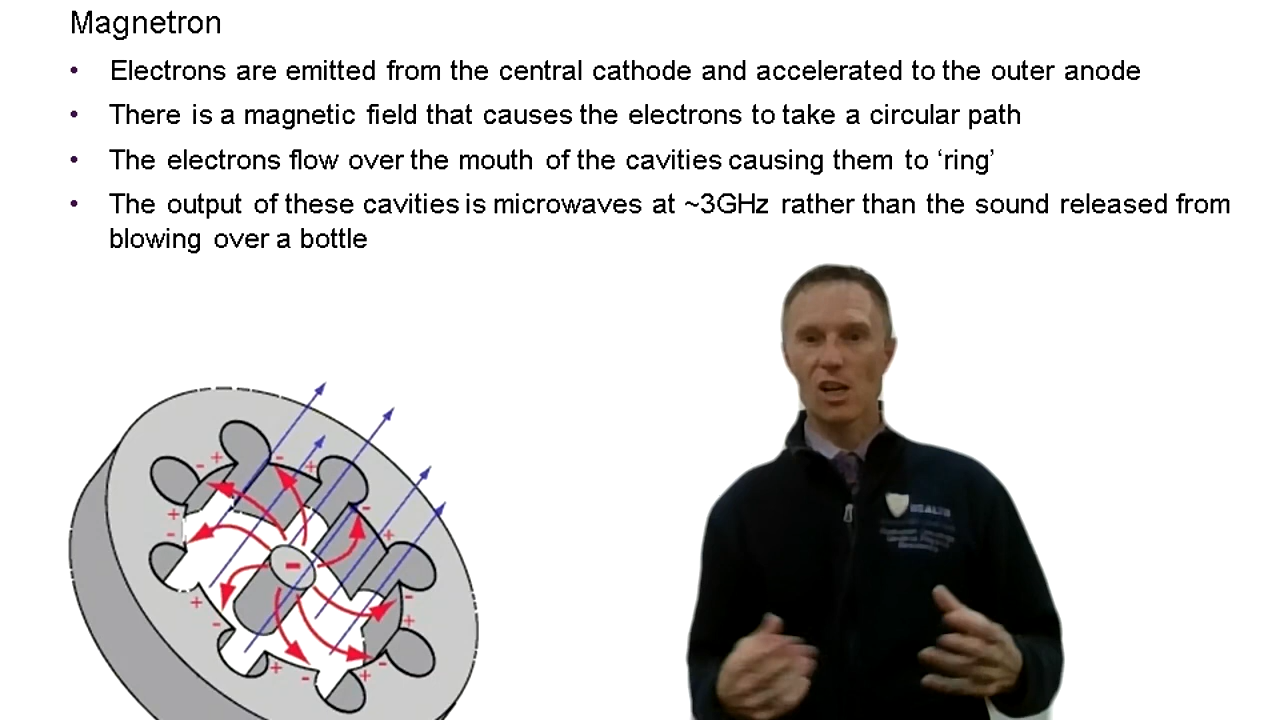 Magnetron
• Electrons are emitted from the central cathode and accelerated to the outer anode
• There is a magnetic field that causes the electrons to take a circular path
• The electrons flow over the mouth of the cavities causing them to ‘ring’
• The output of these cavities is microwaves at ~3GHz rather than the sound released from
blowing over a bottle
HEALTH